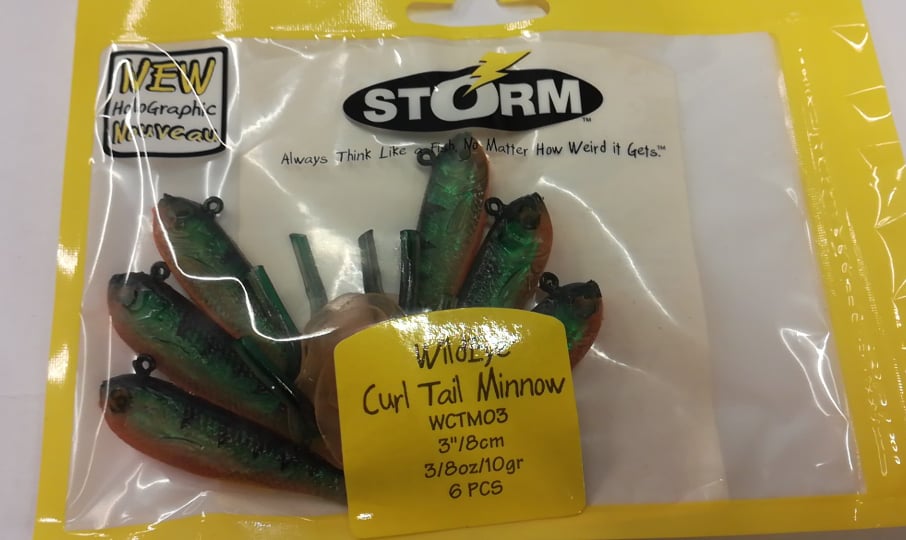 NEW
HoloGraphic
Nouveau
STORM™
Always Think Like a Fish, No Matter How Weird it Gets.™
WildEye
Curl Tail Minnow
WCTM03
3"/8cm
3/8oz/10gr
6 PCS